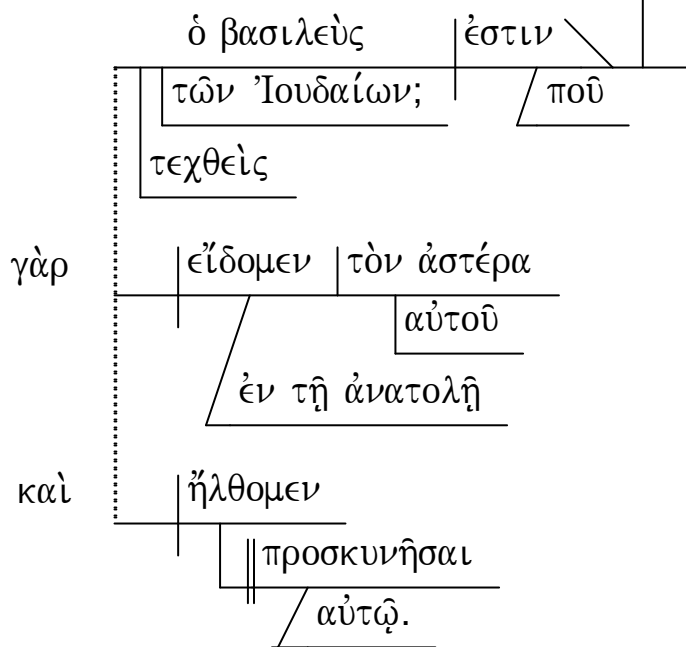 ὁ βασιλεὺς ἐστιν
τῶν Ἰουδαίων; ποῦ
τεχθεὶς
γὰρ εἴδομεν τὸν ἀστέρα
αὐτοῦ
ἐν τῇ ἀνατολῇ
καὶ ἤλθομεν
προσκυνῆσαι
αὐτῷ.